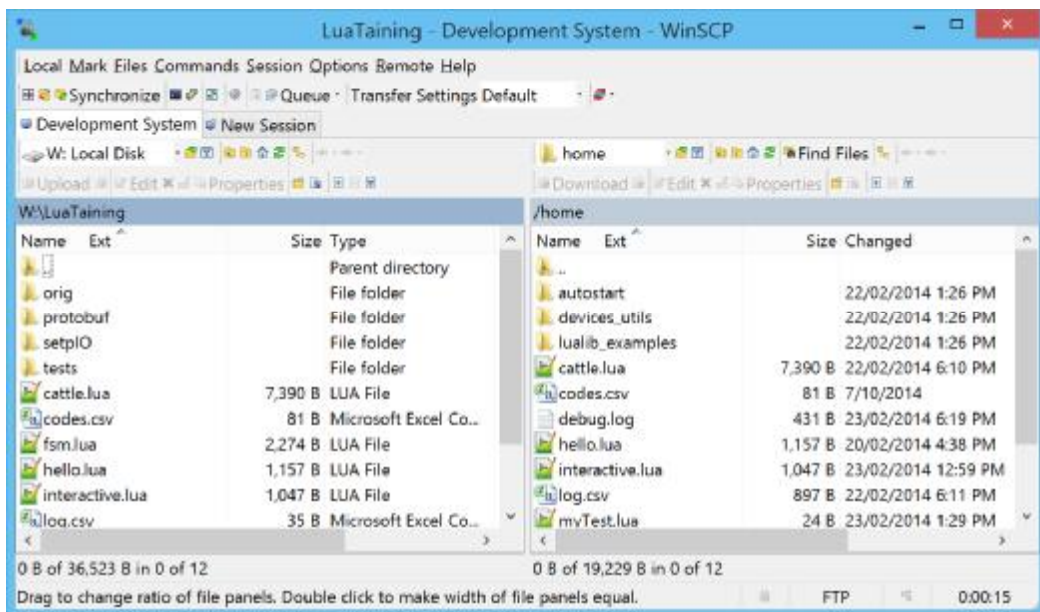 LuaTaining - Development System - WinSCP
Local Mark Files Commands Session Options Remote Help
Synchronize Queue Transfer Settings Default
Development System New Session
W: Local Disk
Upload Edit Properties
W:\LuaTaining
Name Ext Size Type
..
Parent directory
orig File folder
protobuf File folder
setpIO File folder
tests File folder
cattle.lua 7,390 B LUA File
codes.csv 81 B Microsoft Excel Co...
fsm.lua 2,274 B LUA File
hello.lua 1,157 B LUA File
interactive.lua 1,047 B LUA File
log.csv 35 B Microsoft Excel Co...
0 B of 36,523 B in 0 of 12
home Find Files
Download Edit Properties
/home
Name Ext Size Changed
..
autostart 22/02/2014 1:26 PM
devices_utils 22/02/2014 1:26 PM
lualib_examples 22/02/2014 1:26 PM
cattle.lua 7,390 B 22/02/2014 6:10 PM
codes.csv 81 B 7/10/2014
debug.log 431 B 23/02/2014 6:19 PM
hello.lua 1,157 B 20/02/2014 4:38 PM
interactive.lua 1,047 B 23/02/2014 12:59 PM
log.csv 897 B 22/02/2014 6:11 PM
myTest.lua 24 B 23/02/2014 1:29 PM
0 B of 19,229 B in 0 of 12
Drag to change ratio of file panels. Double click to make width of file panels equal. FTP 0:00:15